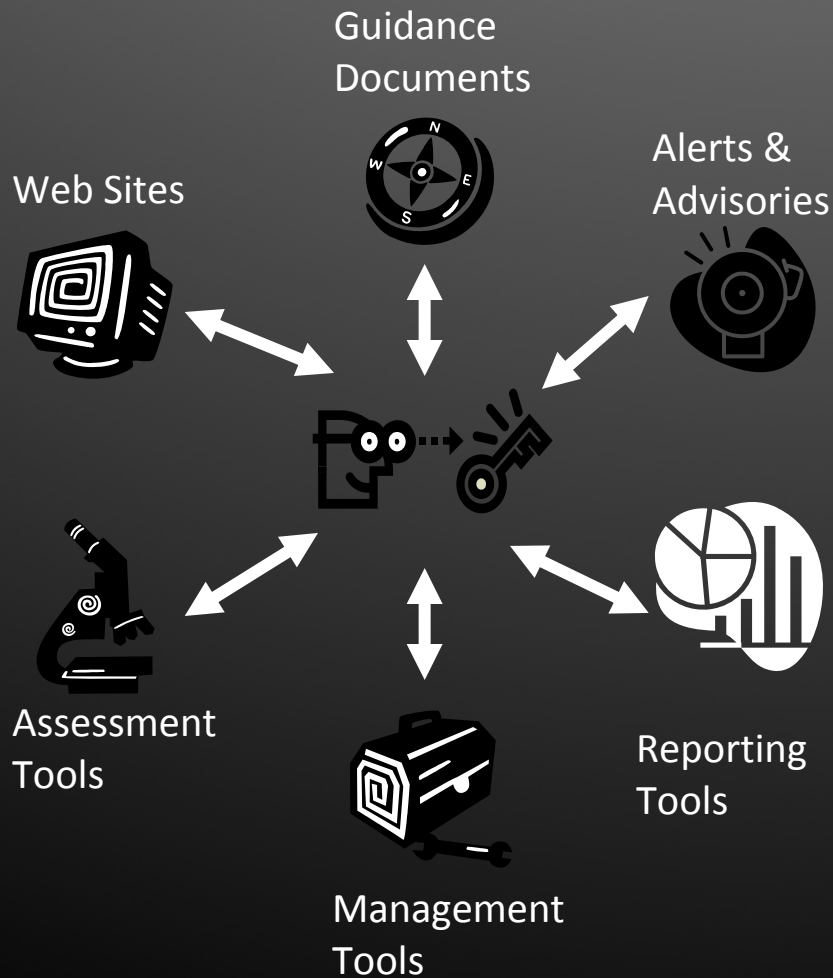 Guidance
Documents
Alerts &
Advisories
Web Sites
N
W
E
S
Assessment
Tools
Reporting
Tools
Management
Tools